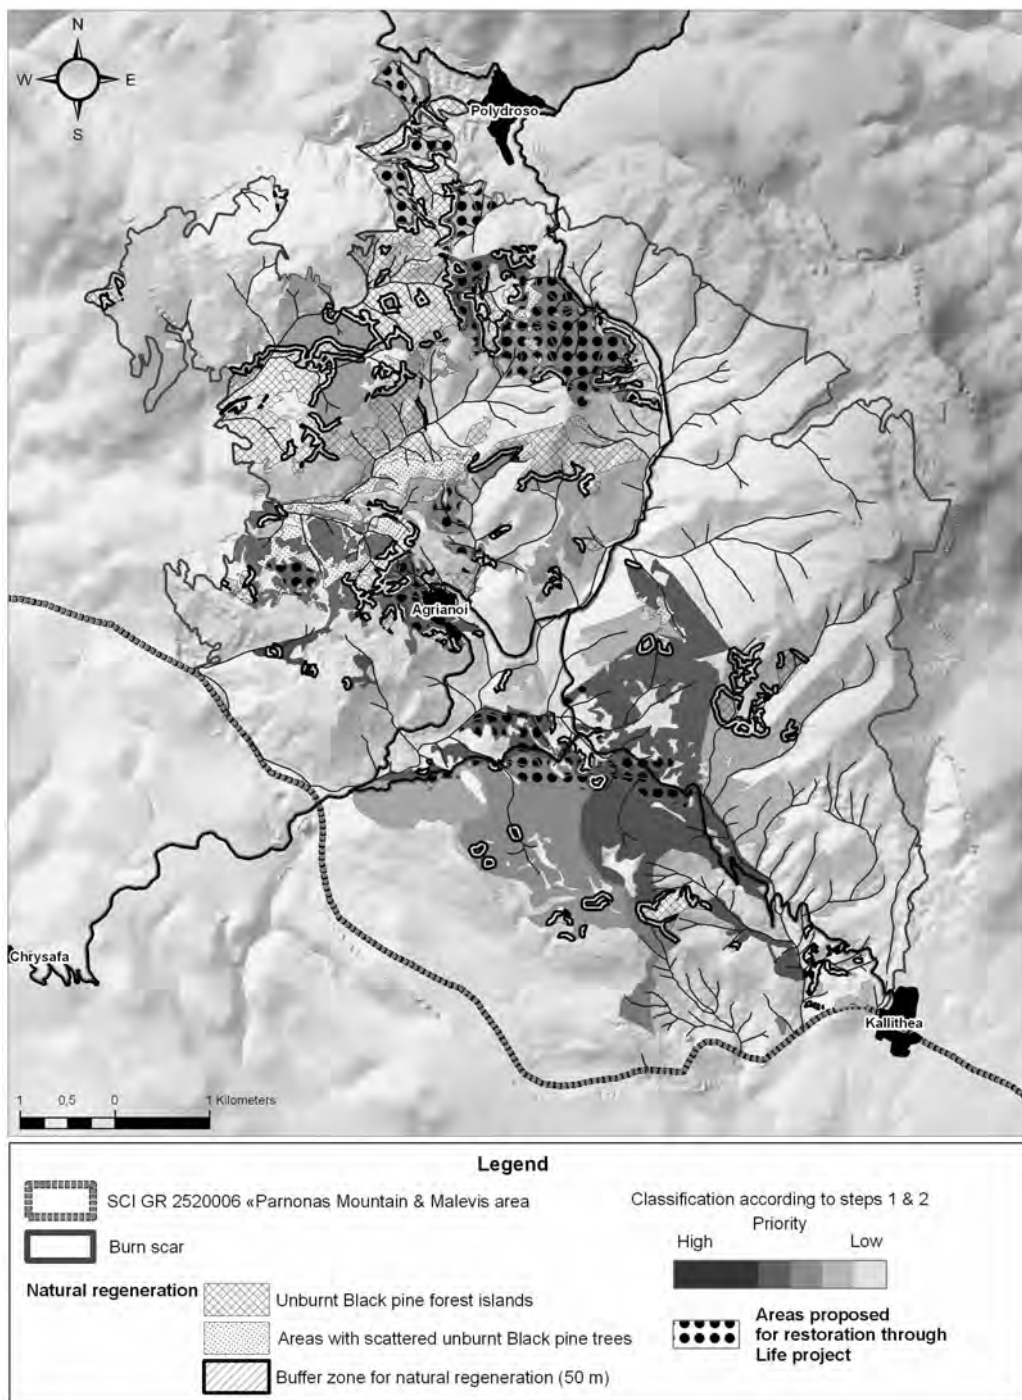 N
W E
S
Polydroso
Agrianoi
Chrysafa
Kallithea
1 0,5 0 1 Kilometers
Legend
SCI GR 2520006 «Parnonas Mountain & Malevis area
Burn scar
Natural regeneration
Unburnt Black pine forest islands
Areas with scattered unburnt Black pine trees
Buffer zone for natural regeneration (50 m)
Classification according to steps 1 & 2
Priority
High Low
Areas proposed
for restoration through
Life project